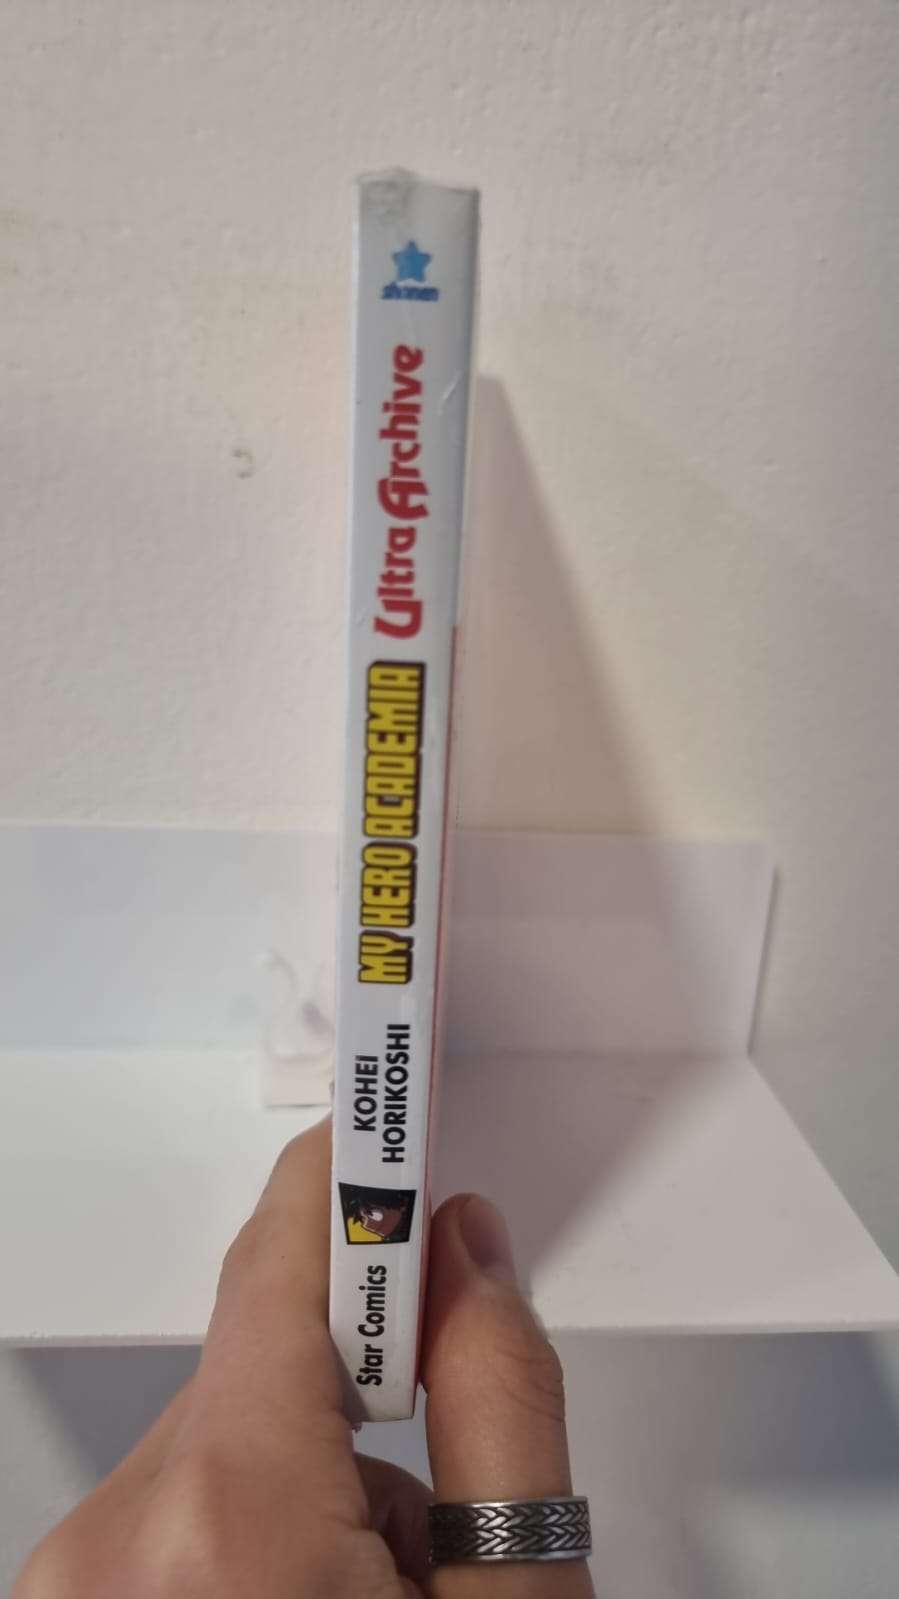 shonen
Ultra Archive
MY HERO ACADEMIA
KOHEI
HORIKOSHI
Star Comics